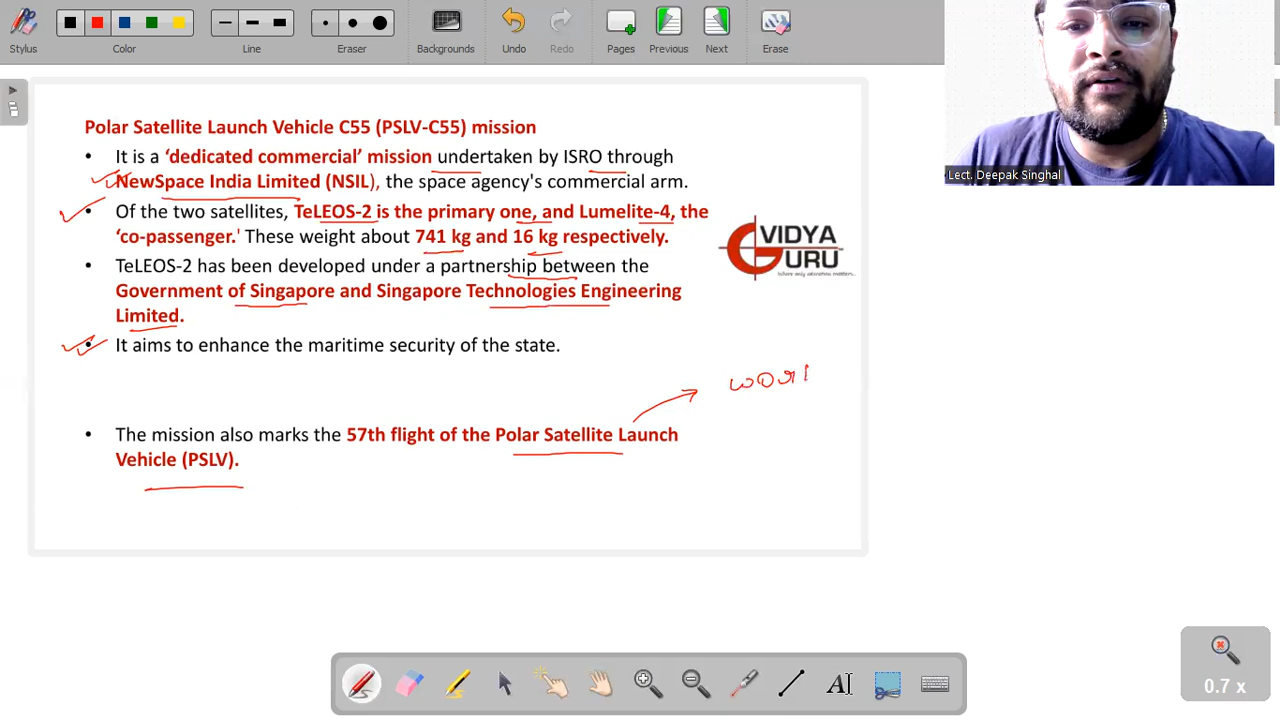 Stylus
Color
Line
Eraser
Backgrounds
Undo
Redo
Pages
Previous
Next
Erase
Lect. Deepak Singhal
Polar Satellite Launch Vehicle C55 (PSLV-C55) mission
• It is a ‘dedicated commercial’ mission undertaken by ISRO through
NewSpace India Limited (NSIL), the space agency's commercial arm.
• Of the two satellites, TeLEOS-2 is the primary one, and Lumelite-4, the
‘co-passenger.' These weight about 741 kg and 16 kg respectively.
• TeLEOS-2 has been developed under a partnership between the
Government of Singapore and Singapore Technologies Engineering
Limited.
• It aims to enhance the maritime security of the state.
VIDYA
GURU
Where only education matters...
• The mission also marks the 57th flight of the Polar Satellite Launch
Vehicle (PSLV).
0.7 x